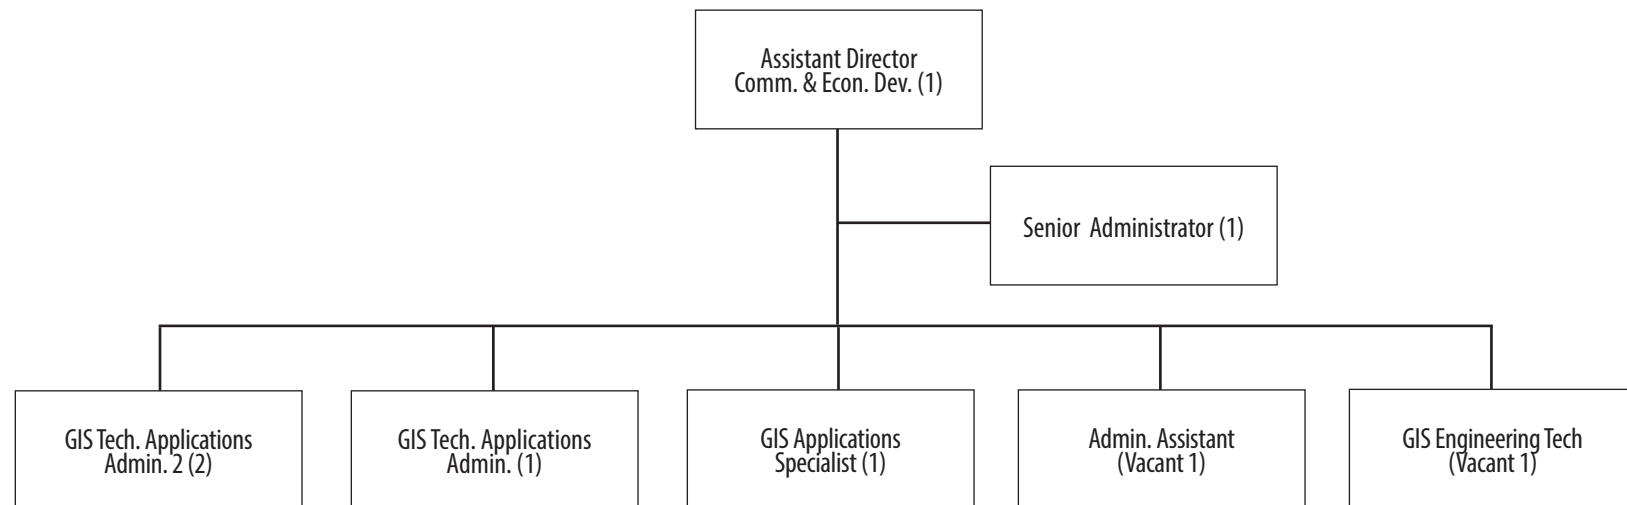 Assistant Director
Comm. & Econ. Dev. (1)
Senior Administrator (1)
GIS Tech. Applications
Admin. 2 (2)
GIS Tech. Applications
Admin. (1)
GIS Applications
Specialist (1)
Admin. Assistant
(Vacant 1)
GIS Engineering Tech
(Vacant 1)